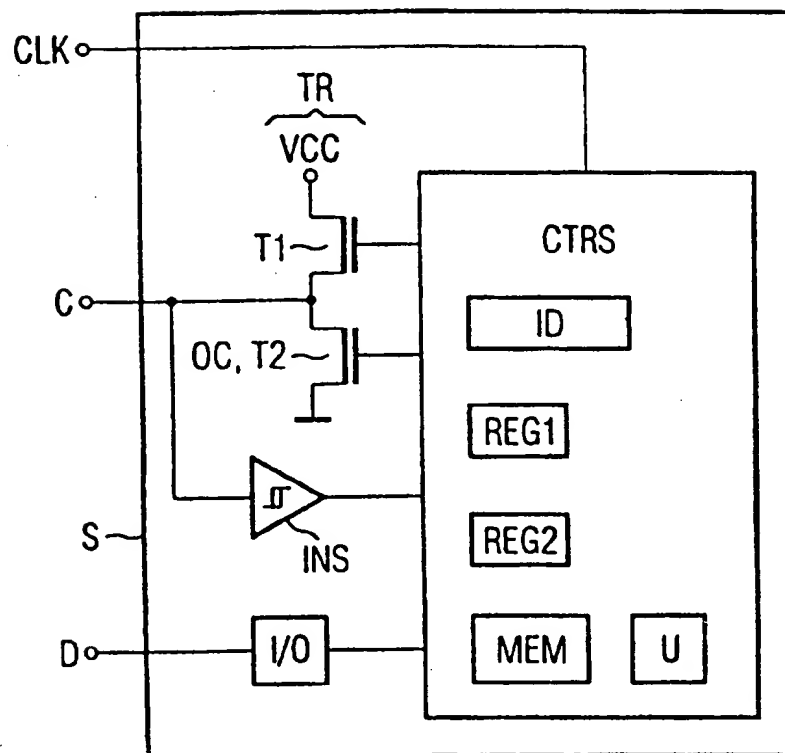 CLK
TR
VCC
T1
CTRS
C
ID
OC, T2
REG1
S
INS
REG2
D
I/O
MEM
U